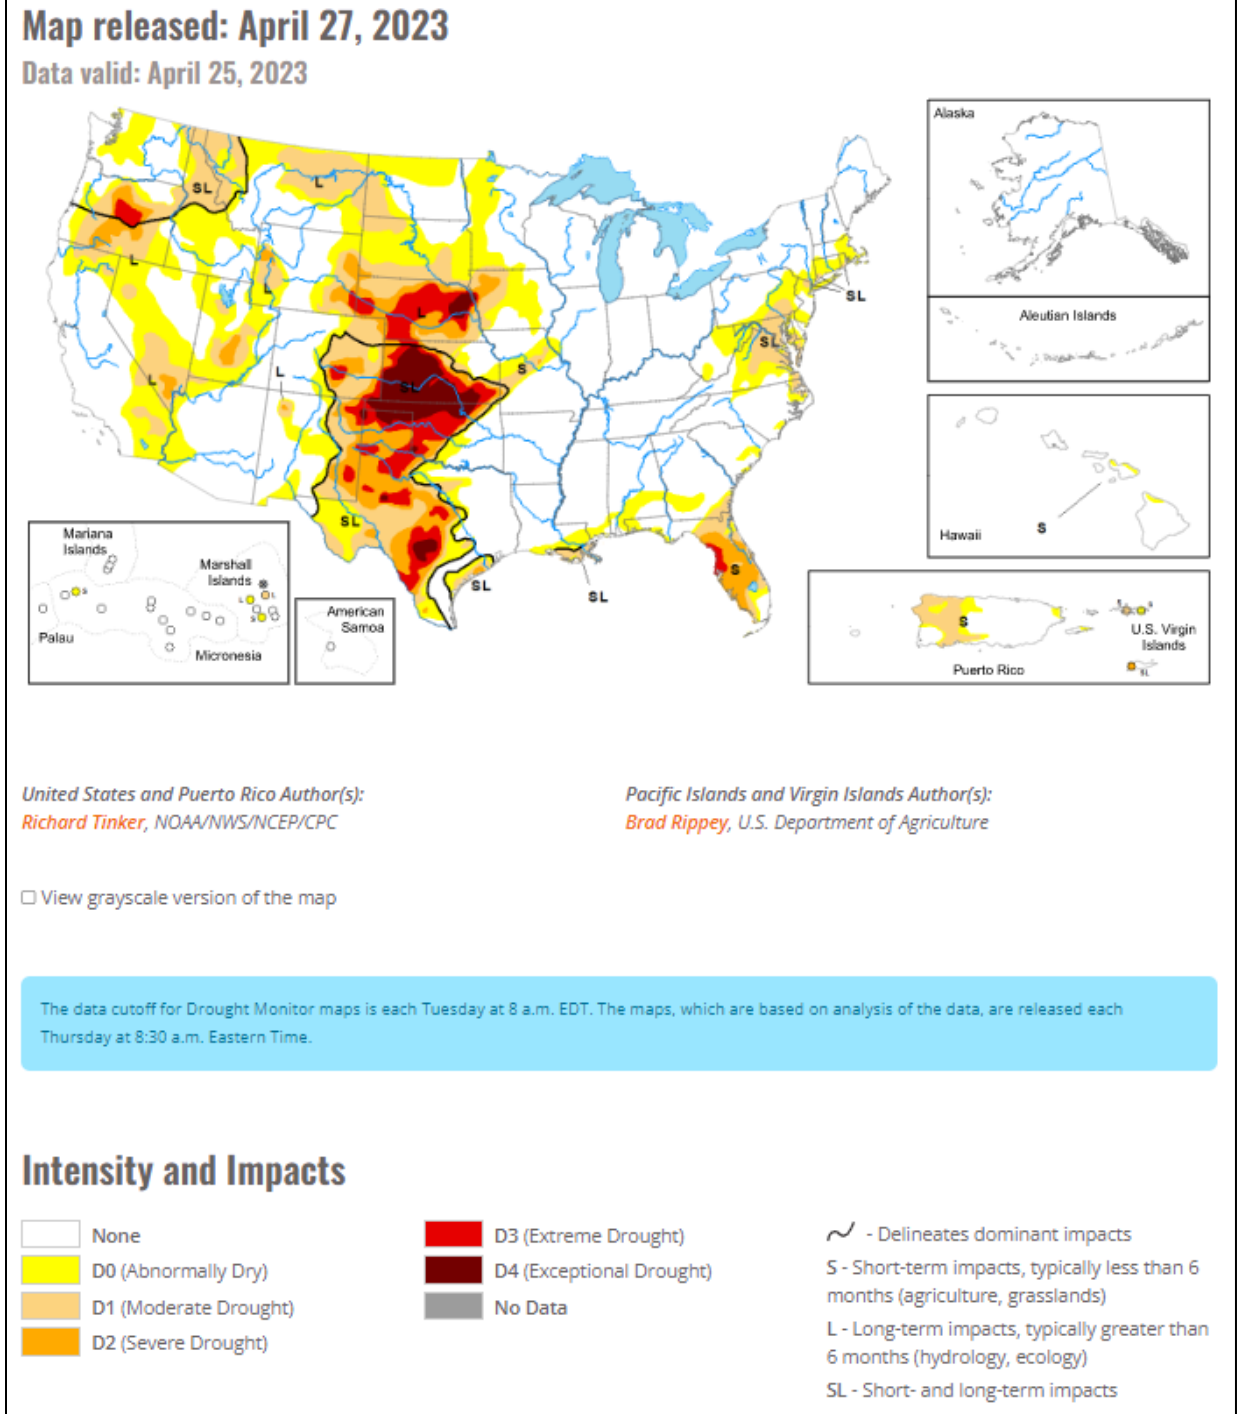 Map released: April 27, 2023
Data valid: April 25, 2023
Alaska
Aleutian Islands
Hawaii
S
SL
L
L
L
L
SL
L
S
L
SL
SL
SL
SL
SL
S
Mariana
Islands
Marshall
Islands
S
L
L
S
Palau
Micronesia
American
Samoa
S
S
S
U.S. Virgin
Islands
SL
Puerto Rico
United States and Puerto Rico Author(s):
Richard Tinker, NOAA/NWS/NCEP/CPC
Pacific Islands and Virgin Islands Author(s):
Brad Rippey, U.S. Department of Agriculture
View grayscale version of the map
The data cutoff for Drought Monitor maps is each Tuesday at 8 a.m. EDT. The maps, which are based on analysis of the data, are released each
Thursday at 8:30 a.m. Eastern Time.
Intensity and Impacts
None
D0 (Abnormally Dry)
D1 (Moderate Drought)
D2 (Severe Drought)
D3 (Extreme Drought)
D4 (Exceptional Drought)
No Data
- Delineates dominant impacts
S - Short-term impacts, typically less than 6
months (agriculture, grasslands)
L - Long-term impacts, typically greater than
6 months (hydrology, ecology)
SL - Short- and long-term impacts